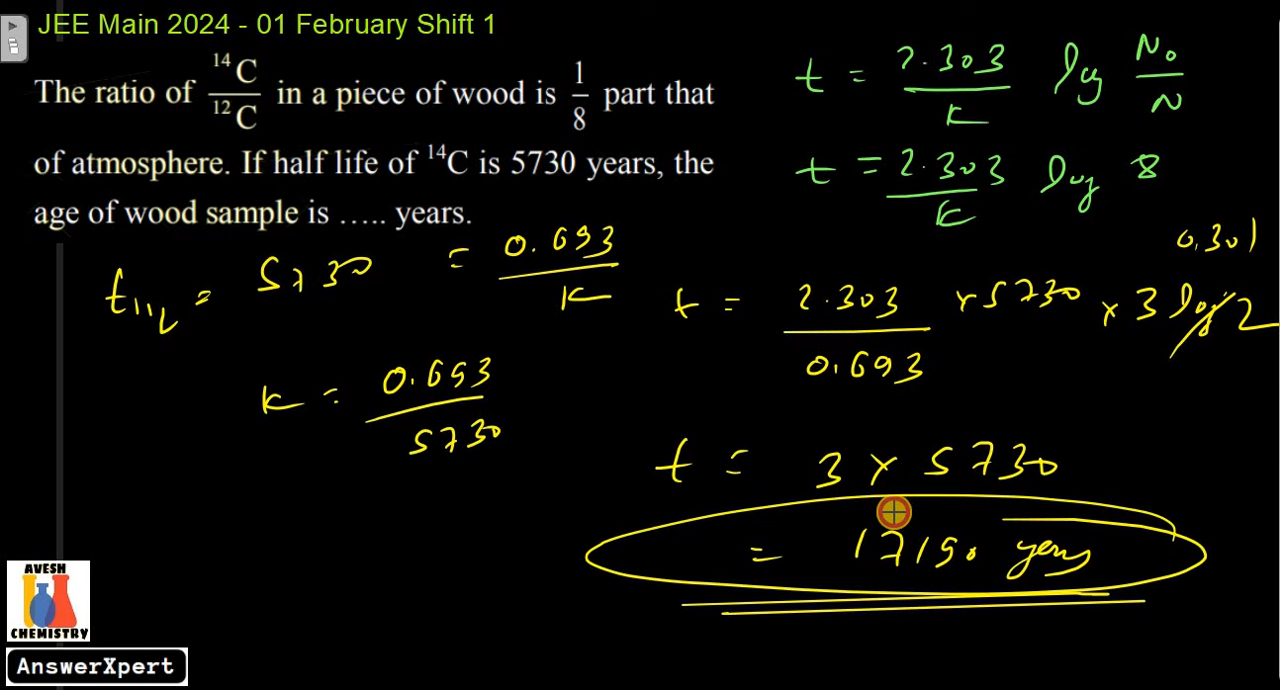 JEE Main 2024 - 01 February Shift 1
The ratio of ¹⁴C/¹²C in a piece of wood is 1/8 part that
of atmosphere. If half life of ¹⁴C is 5730 years, the
age of wood sample is ..... years.
t = 2.303/K log N₀/N
t = 2.303/K log 8
t₁/₂ = 5730 = 0.693/K
K = 0.693/5730
0.301
t = 2.303/0.693 × 5730 × 3 log 2
t = 3 × 5730
= 17190 years
AVESH
CHEMISTRY
AnswerXpert